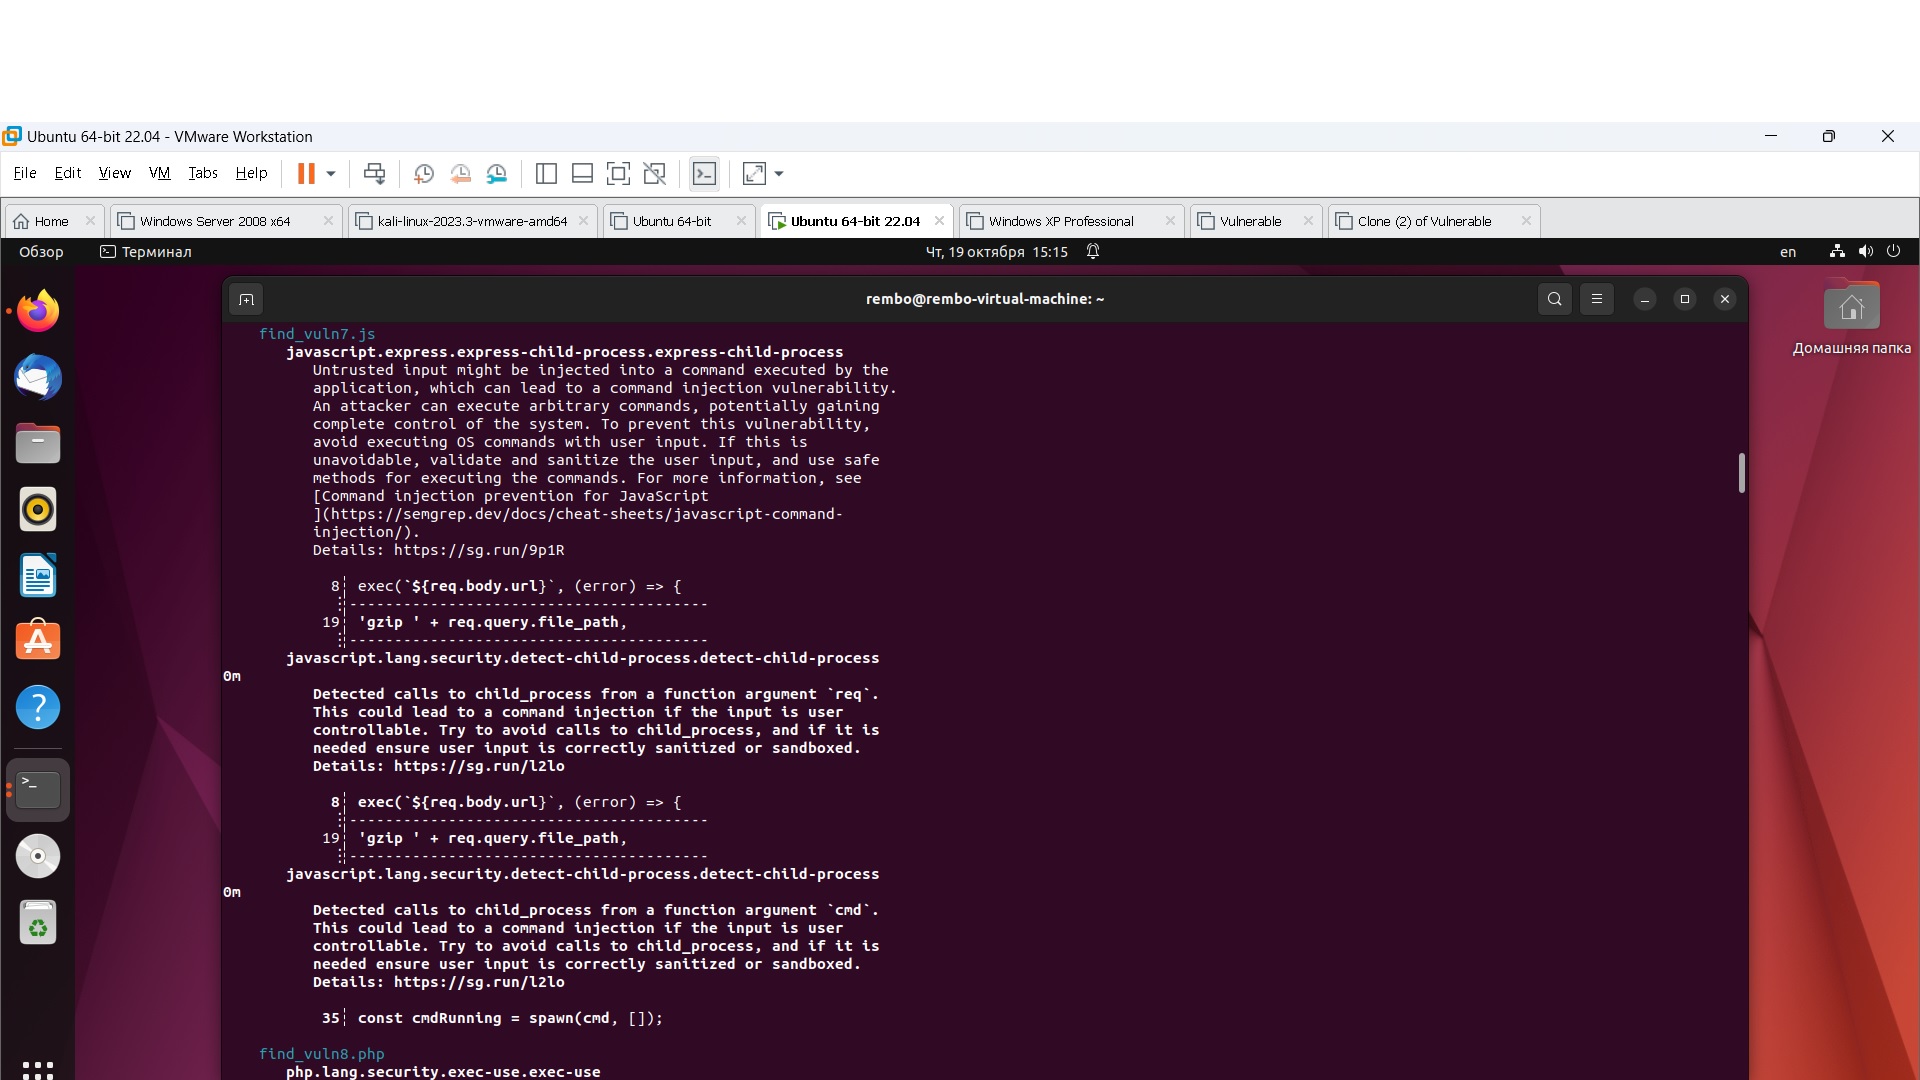 Ubuntu 64-bit 22.04 - VMware Workstation
File Edit View VM Tabs Help
Home
Windows Server 2008 x64
kali-linux-2023.3-vmware-amd64
Ubuntu 64-bit
Ubuntu 64-bit 22.04
Windows XP Professional
Vulnerable
Clone (2) of Vulnerable
Обзор
Терминал
Чт, 19 октября 15:15
en
rembo@rembo-virtual-machine: ~
Домашняя папка
find_vuln7.js
javascript.express.express-child-process.express-child-process
Untrusted input might be injected into a command executed by the
application, which can lead to a command injection vulnerability.
An attacker can execute arbitrary commands, potentially gaining
complete control of the system. To prevent this vulnerability,
avoid executing OS commands with user input. If this is
unavoidable, validate and sanitize the user input, and use safe
methods for executing the commands. For more information, see
[Command injection prevention for JavaScript
](https://semgrep.dev/docs/cheat-sheets/javascript-command-
injection/).
Details: https://sg.run/9p1R
8¦ exec(`${req.body.url}`, (error) => {
⋮¦----------------------------------------
19¦ 'gzip ' + req.query.file_path,
⋮¦----------------------------------------
javascript.lang.security.detect-child-process.detect-child-process
0m
Detected calls to child_process from a function argument `req`.
This could lead to a command injection if the input is user
controllable. Try to avoid calls to child_process, and if it is
needed ensure user input is correctly sanitized or sandboxed.
Details: https://sg.run/l2lo
8¦ exec(`${req.body.url}`, (error) => {
⋮¦----------------------------------------
19¦ 'gzip ' + req.query.file_path,
⋮¦----------------------------------------
javascript.lang.security.detect-child-process.detect-child-process
0m
Detected calls to child_process from a function argument `cmd`.
This could lead to a command injection if the input is user
controllable. Try to avoid calls to child_process, and if it is
needed ensure user input is correctly sanitized or sandboxed.
Details: https://sg.run/l2lo
35¦ const cmdRunning = spawn(cmd, []);
find_vuln8.php
php.lang.security.exec-use.exec-use